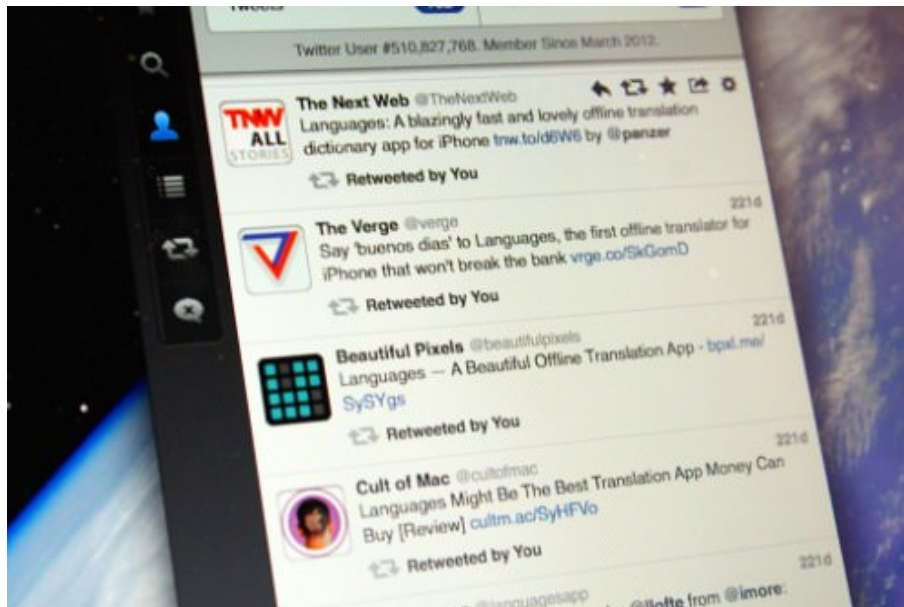 Tweets
Twitter User #510,827,768. Member Since March 2012.
The Next Web @TheNextWeb
Languages: A blazingly fast and lovely offline translation
dictionary app for iPhone tnw.to/d6W6 by @panzer
Retweeted by You
TNW
ALL
STORIES
221d
The Verge @verge
Say 'buenos dias' to Languages, the first offline translator for
iPhone that won't break the bank vrge.co/SkGomD
Retweeted by You
221d
Beautiful Pixels @beautifulpixels
Languages — A Beautiful Offline Translation App - bpxl.me/
SySYgs
Retweeted by You
221d
Cult of Mac @cultofmac
Languages Might Be The Best Translation App Money Can
Buy [Review] cultm.ac/SyHFVo
Retweeted by You
221d
@languagesapp
from @imore: